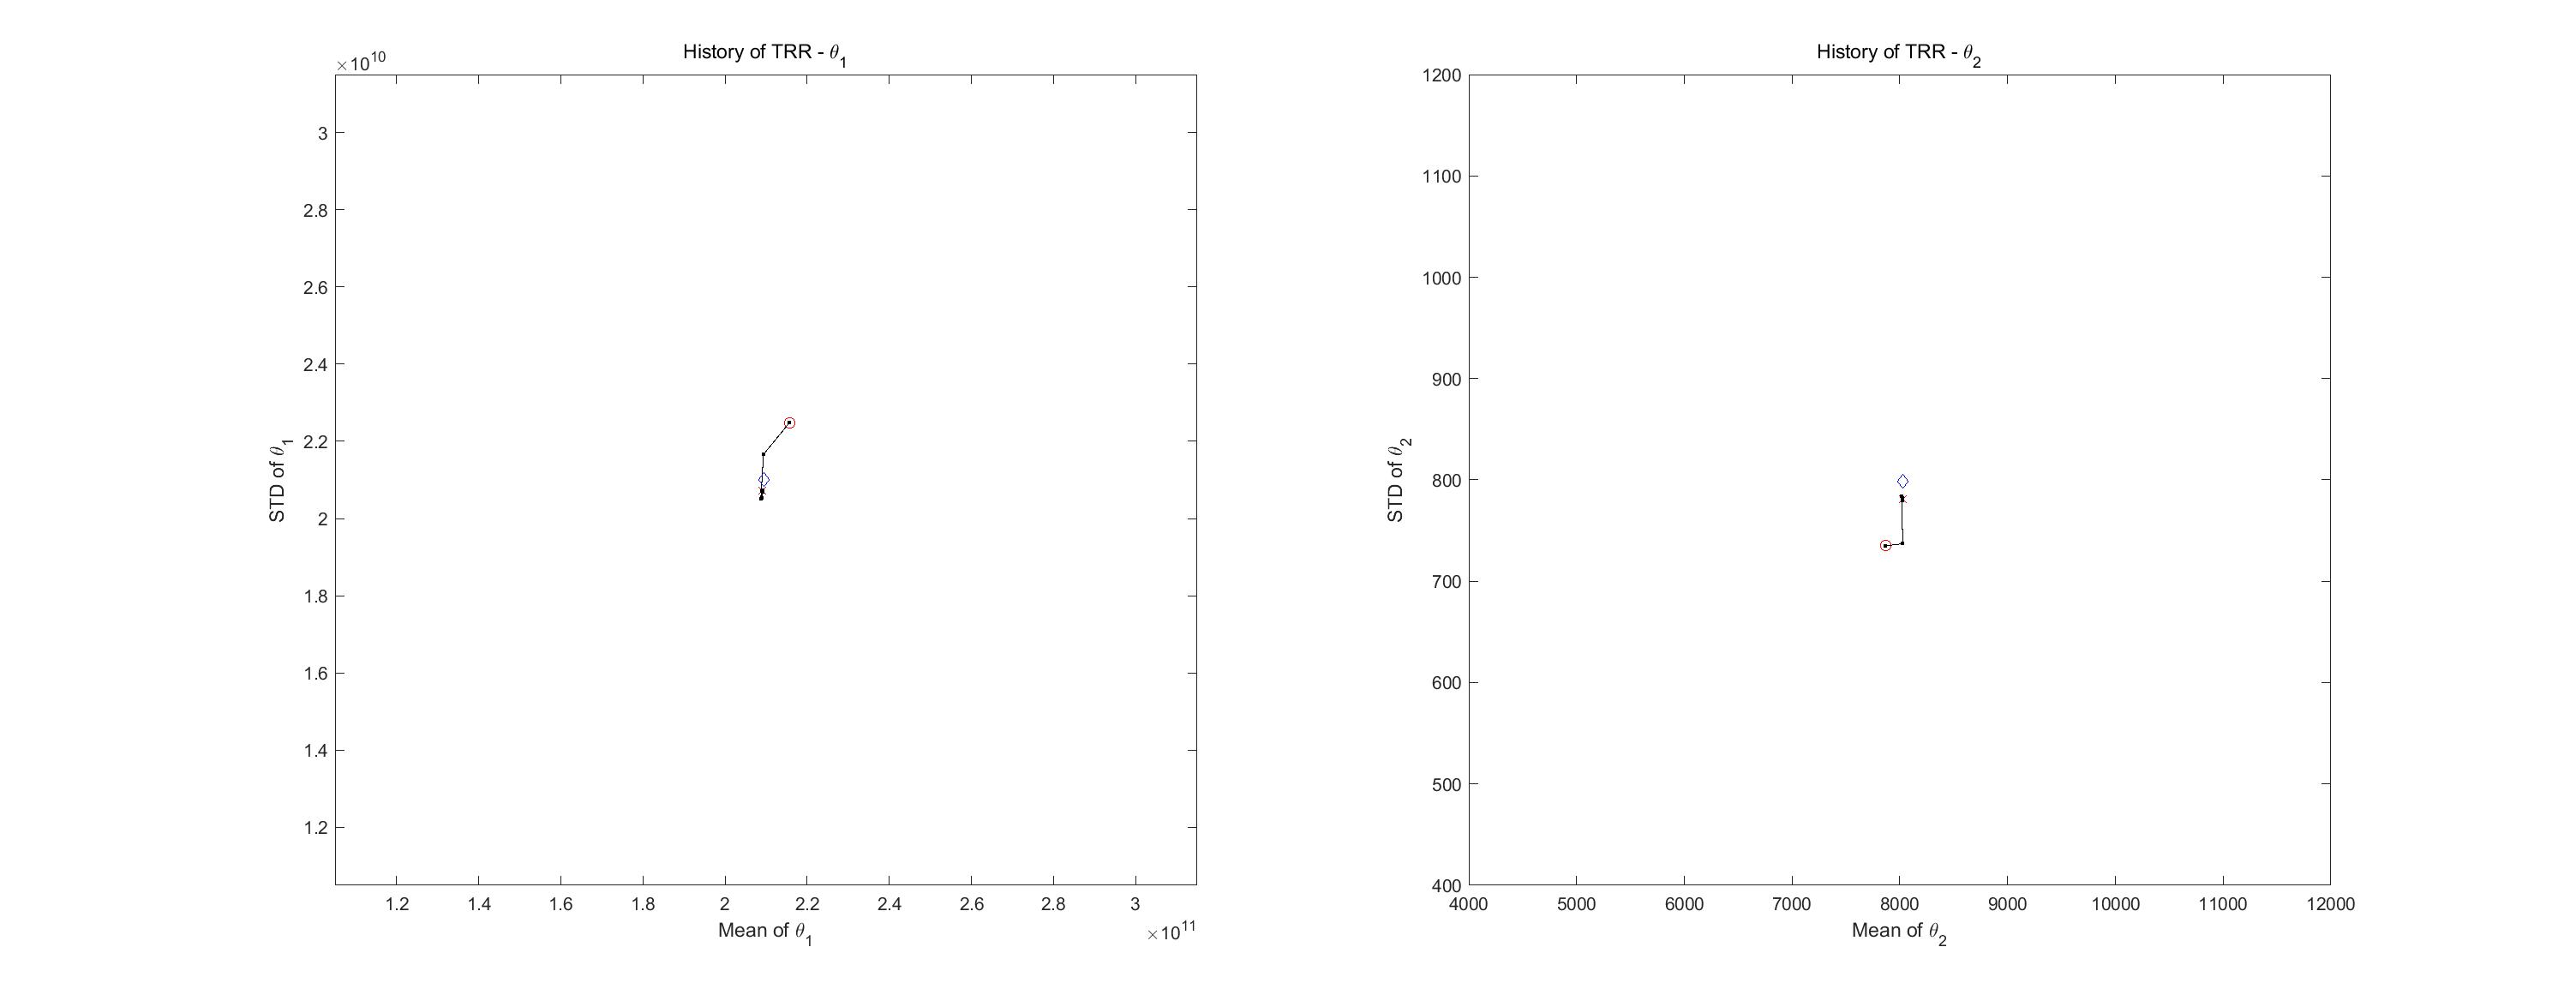 History of TRR - θ1
×10^10
3
2.8
2.6
2.4
2.2
2
1.8
1.6
1.4
1.2
STD of θ1
1.2 1.4 1.6 1.8 2 2.2 2.4 2.6 2.8 3
Mean of θ1
×10^11
History of TRR - θ2
1200
1100
1000
900
800
700
600
500
400
STD of θ2
4000 5000 6000 7000 8000 9000 10000 11000 12000
Mean of θ2